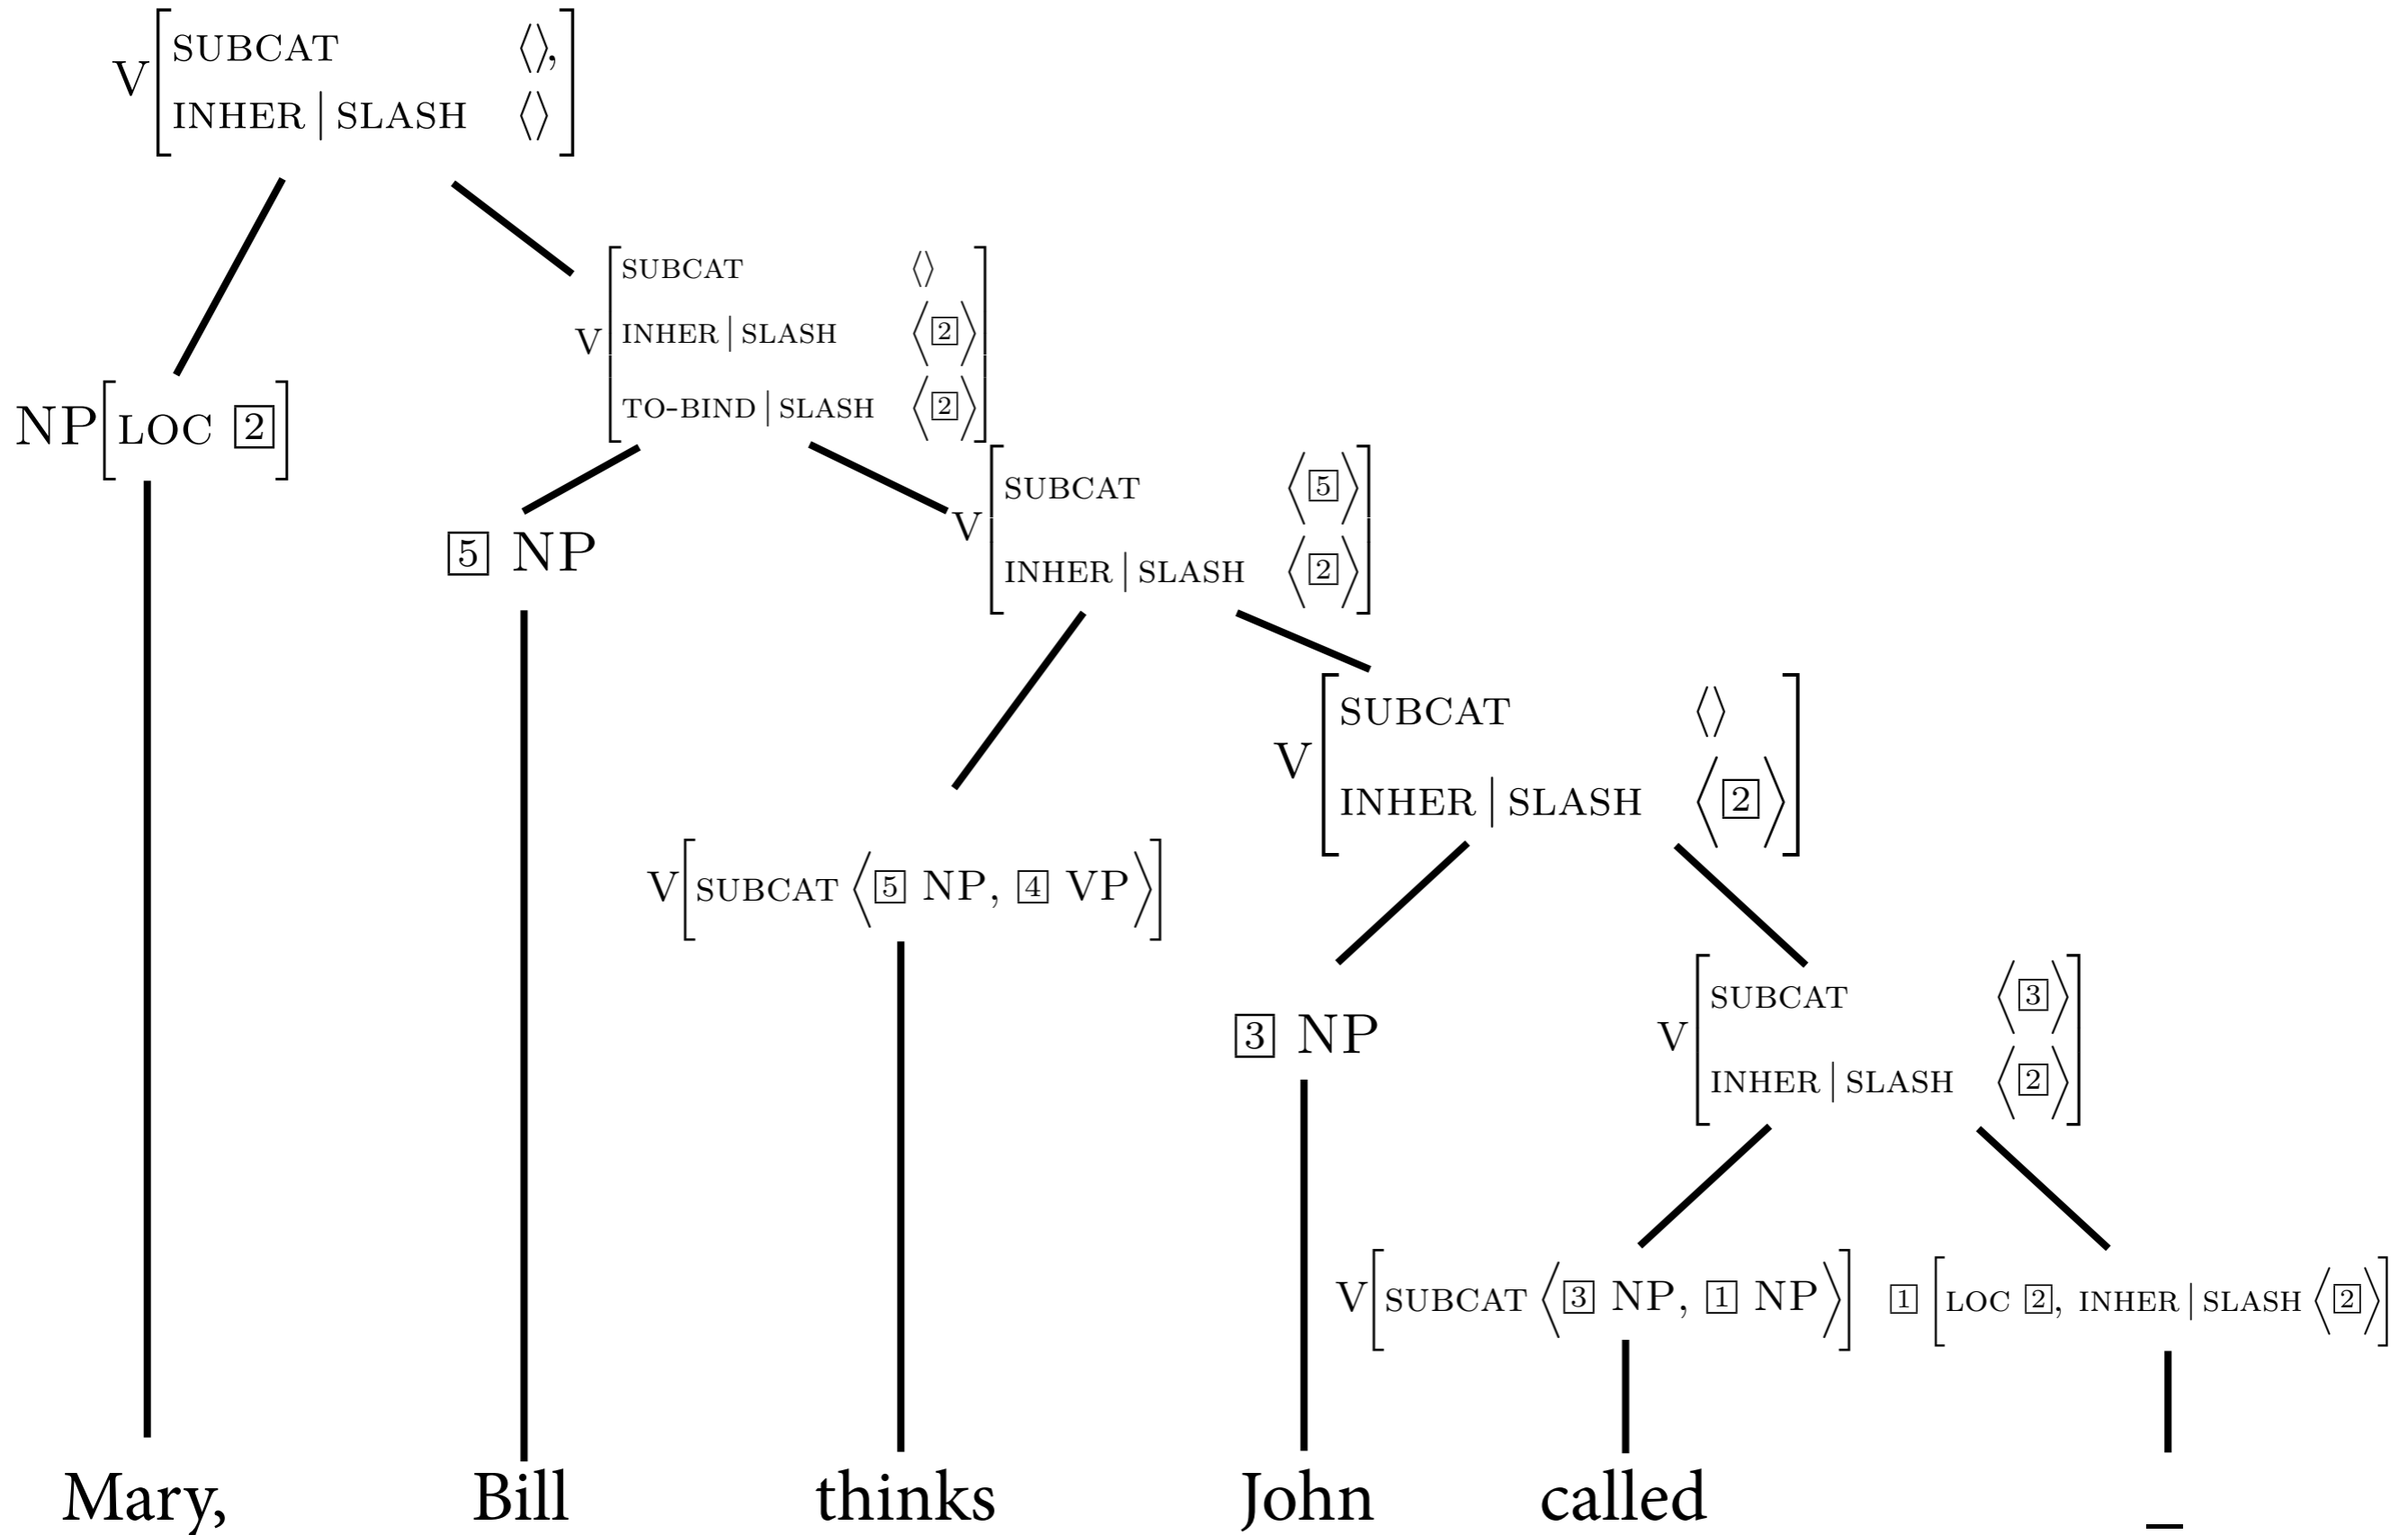 V[SUBCAT ⟨⟩,
INHER | SLASH ⟨⟩]
V[SUBCAT ⟨⟩
INHER | SLASH ⟨2⟩
TO-BIND | SLASH ⟨2⟩]
NP[LOC 2]
V[SUBCAT ⟨5⟩
INHER | SLASH ⟨2⟩]
5 NP
V[SUBCAT ⟨⟩
INHER | SLASH ⟨2⟩]
V[SUBCAT ⟨5 NP, 4 VP⟩]
V[SUBCAT ⟨3⟩
INHER | SLASH ⟨2⟩]
3 NP
V[SUBCAT ⟨3 NP, 1 NP⟩] 1 [LOC 2, INHER | SLASH ⟨2⟩]
Mary, Bill thinks John called _